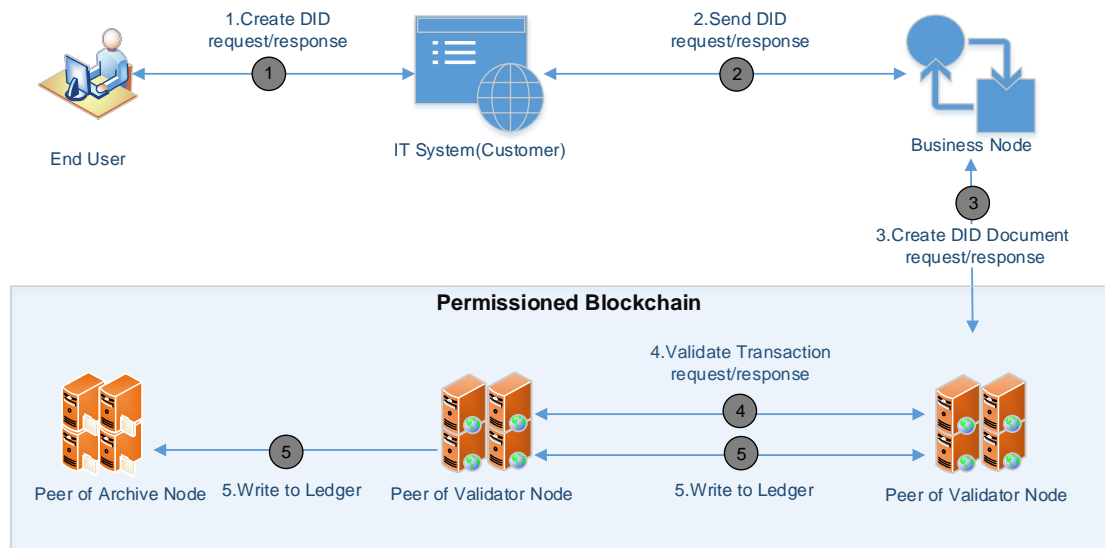 1.Create DID
request/response
1
End User
IT System(Customer)
2.Send DID
request/response
2
Business Node
3
3.Create DID Document
request/response
Permissioned Blockchain
4.Validate Transaction
request/response
4
5
5
5.Write to Ledger
5.Write to Ledger
Peer of Archive Node
Peer of Validator Node
Peer of Validator Node